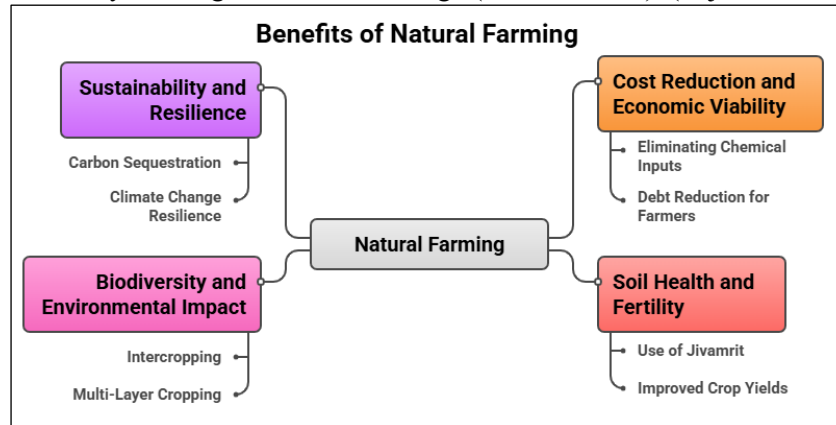 Benefits of Natural Farming
Sustainability and
Resilience
Carbon Sequestration
Climate Change
Resilience
Cost Reduction and
Economic Viability
Eliminating Chemical
Inputs
Debt Reduction for
Farmers
Natural Farming
Biodiversity and
Environmental Impact
Intercropping
Multi-Layer Cropping
Soil Health and
Fertility
Use of Jivamrit
Improved Crop Yields